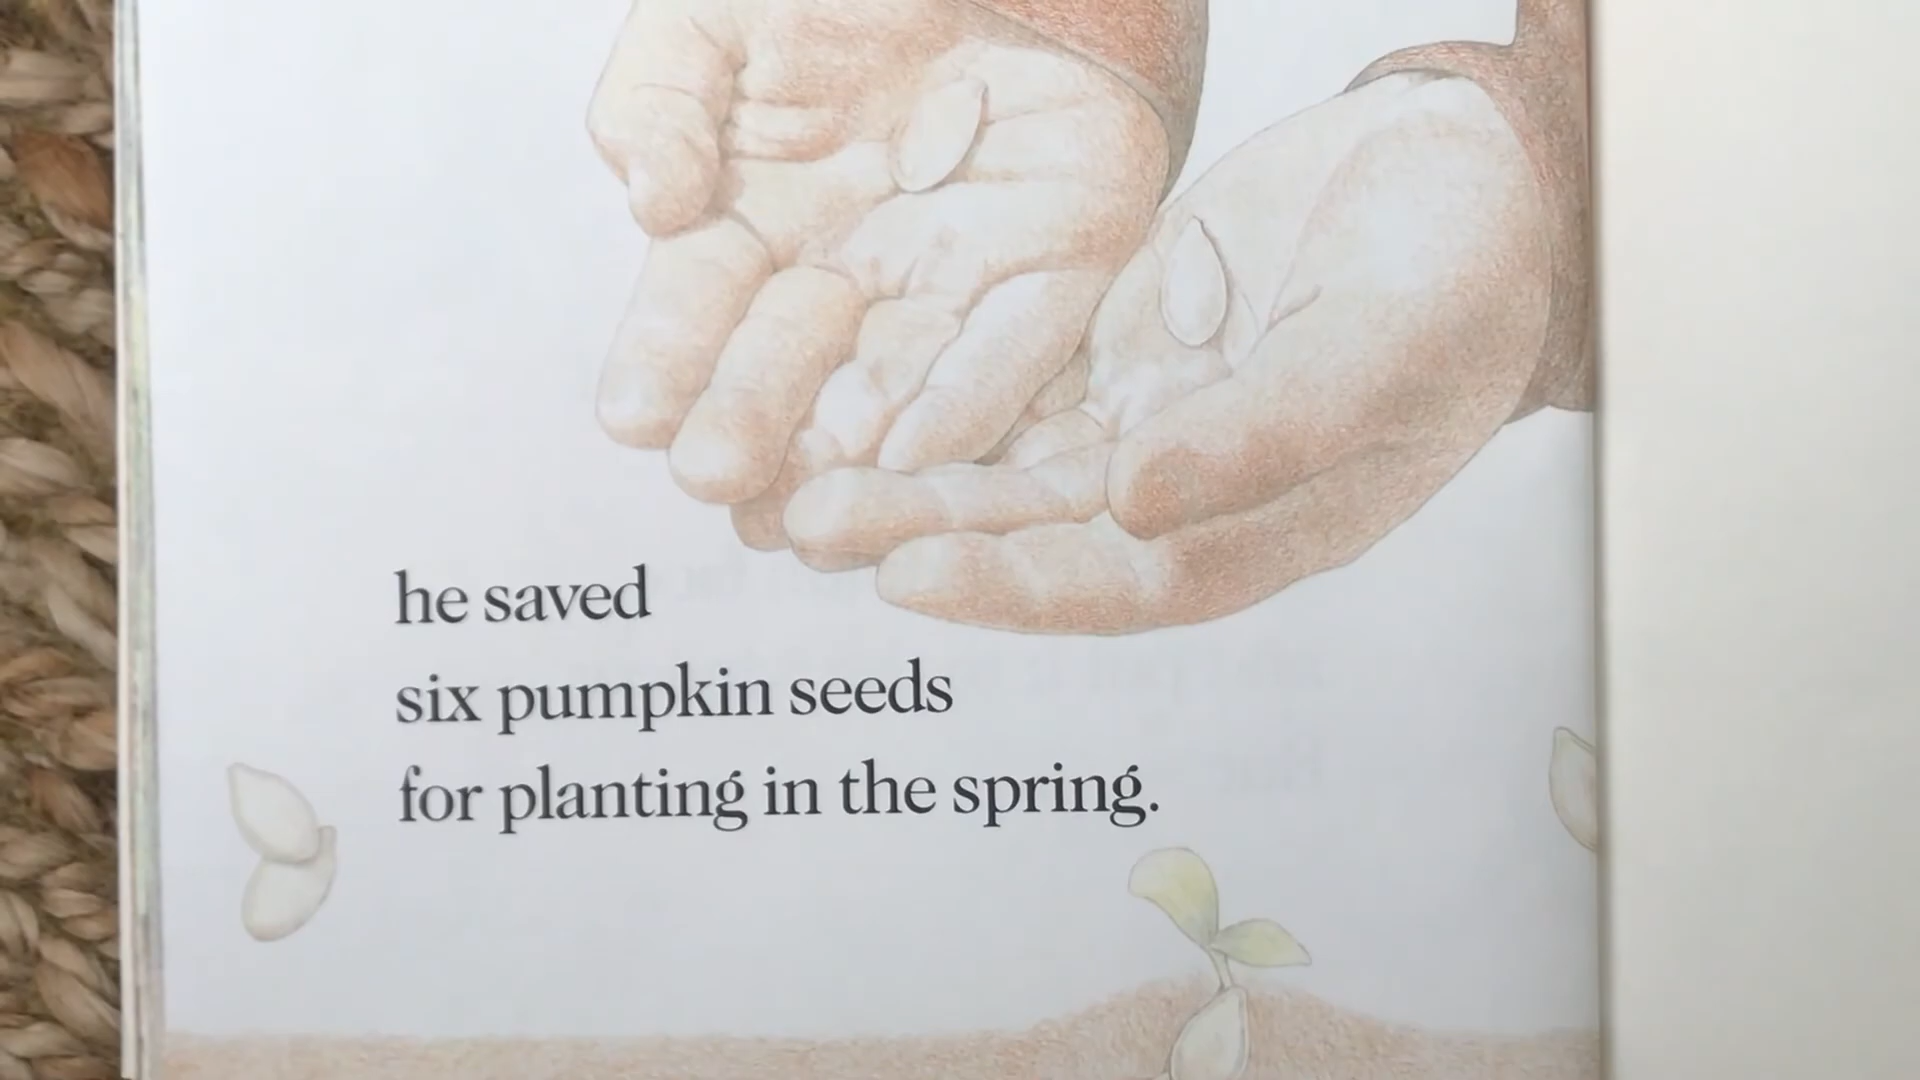 he saved
six pumpkin seeds
for planting in the spring.